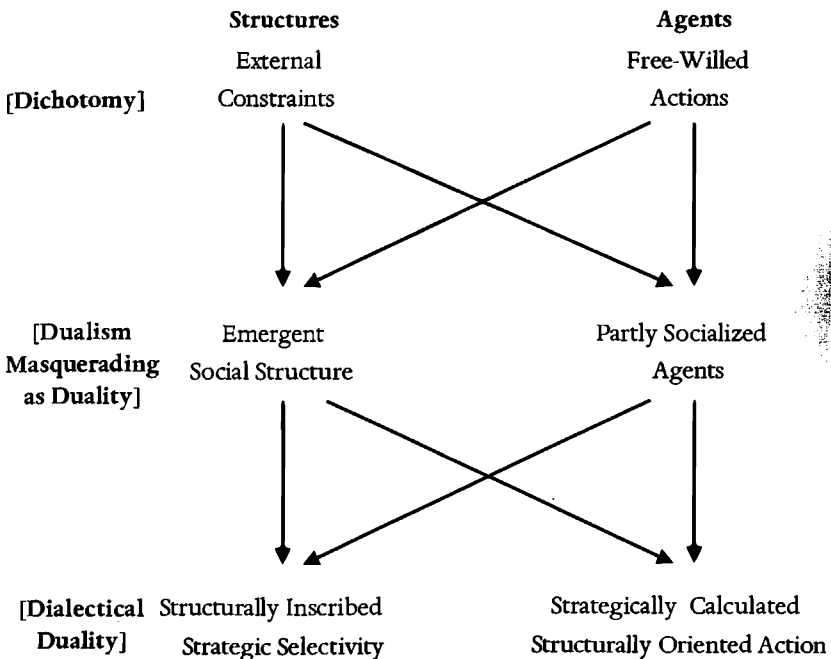 Structures Agents
External Free-Willed
[Dichotomy] Constraints Actions
[Dualism Emergent Partly Socialized
Masquerading Social Structure Agents
as Duality]
[Dialectical Structurally Inscribed Strategically Calculated
Duality] Strategic Selectivity Structurally Oriented Action